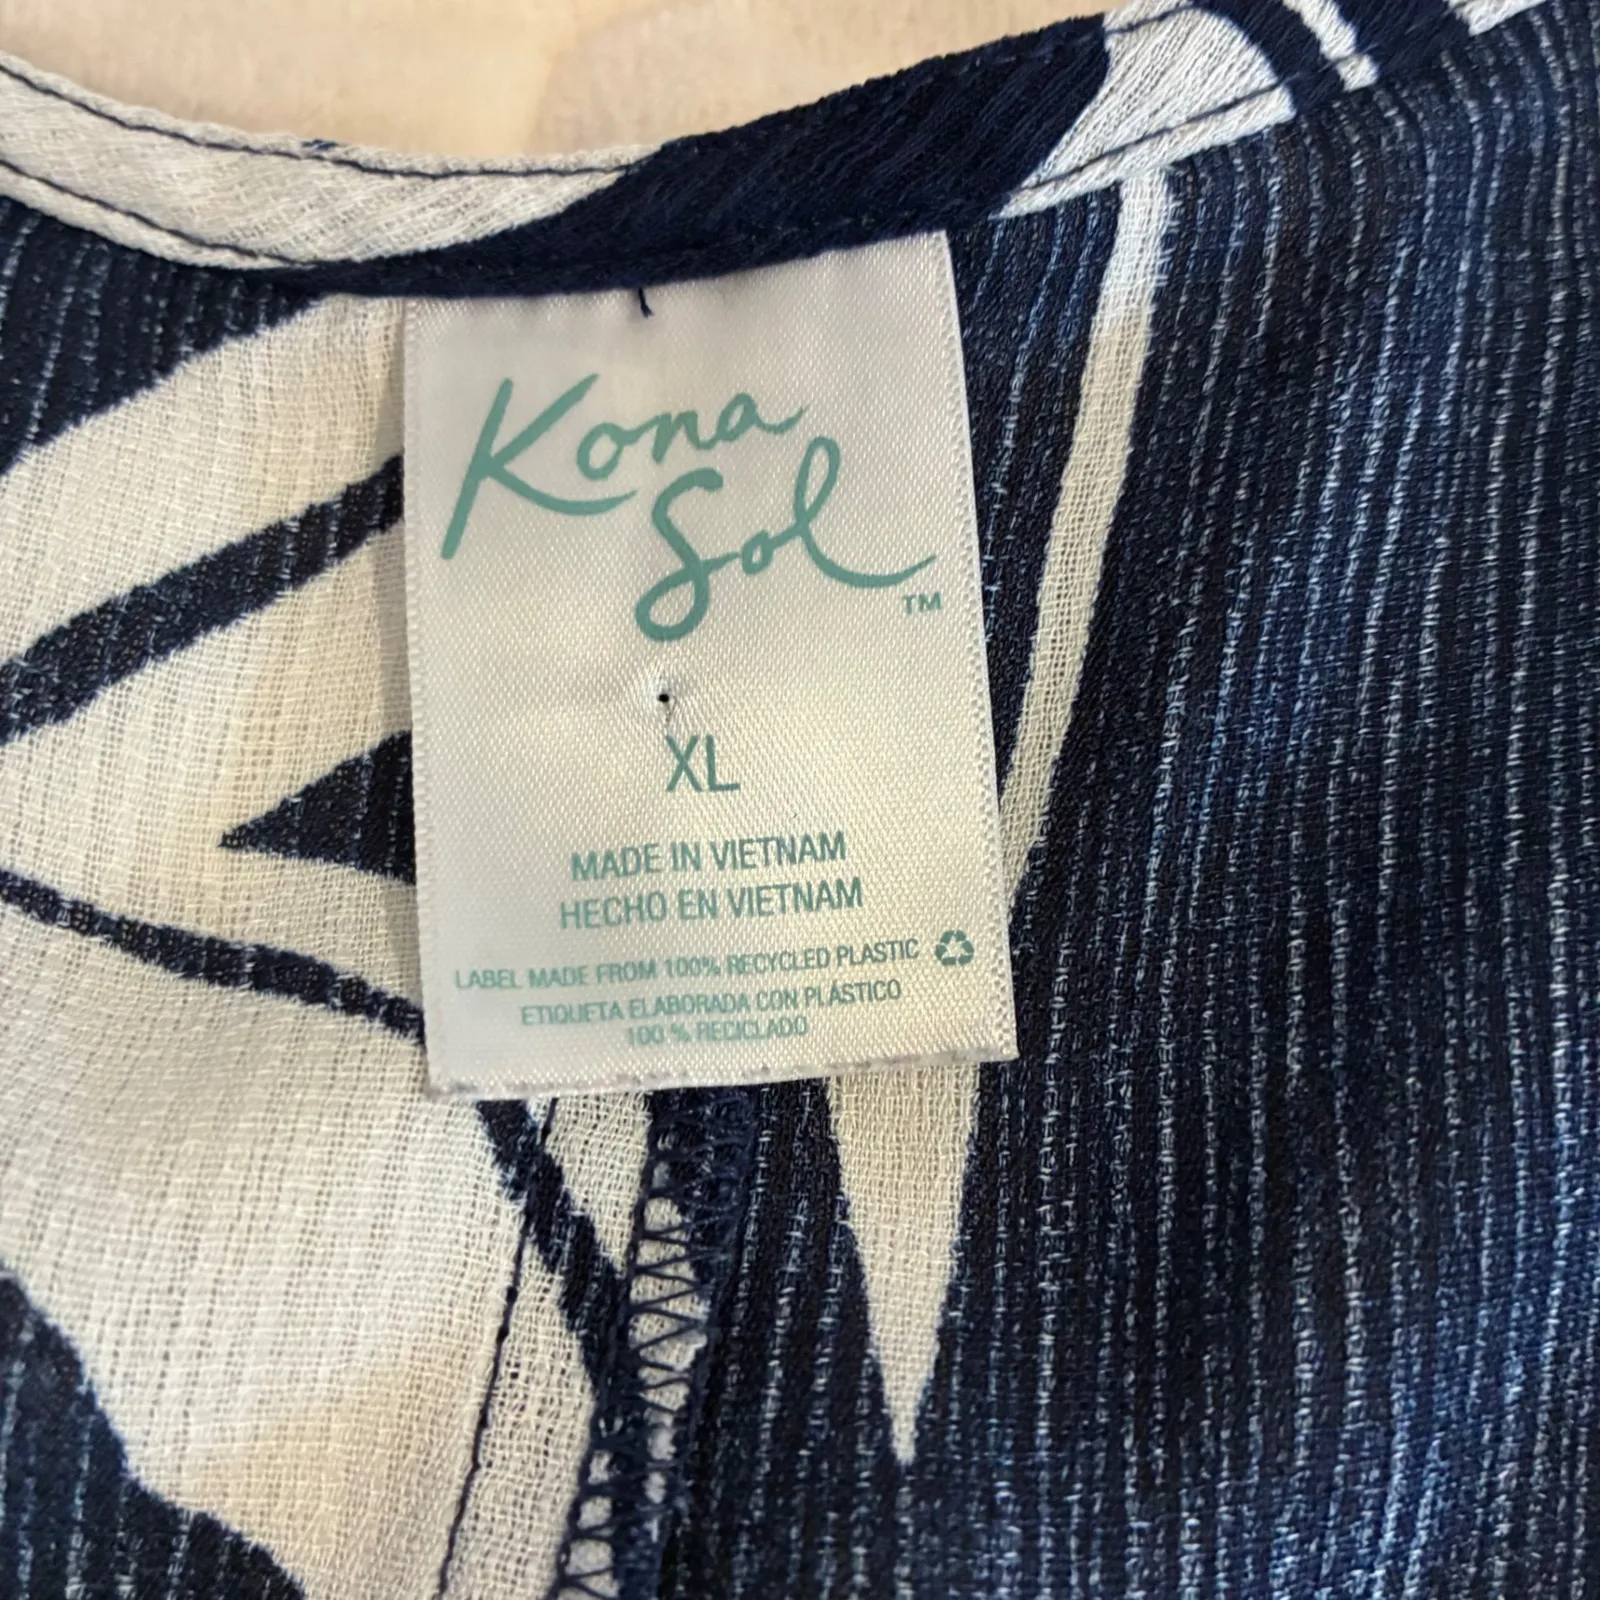 Kona
Sol
TM
XL
MADE IN VIETNAM
HECHO EN VIETNAM
LABEL MADE FROM 100% RECYCLED PLASTIC
ETIQUETA ELABORADA CON PLÁSTICO
100 % RECICLADO